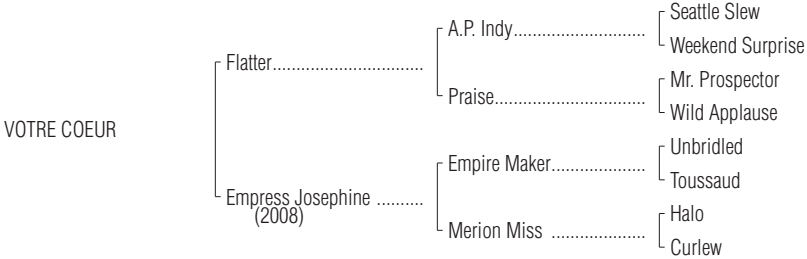 Seattle Slew
A.P. Indy..............................
Weekend Surprise
Flatter..................................
Mr. Prospector
Praise..................................
Wild Applause
VOTRE COEUR
Unbridled
Empire Maker.....................
Toussaud
Empress Josephine ..........
(2008)
Halo
Merion Miss .....................
Curlew